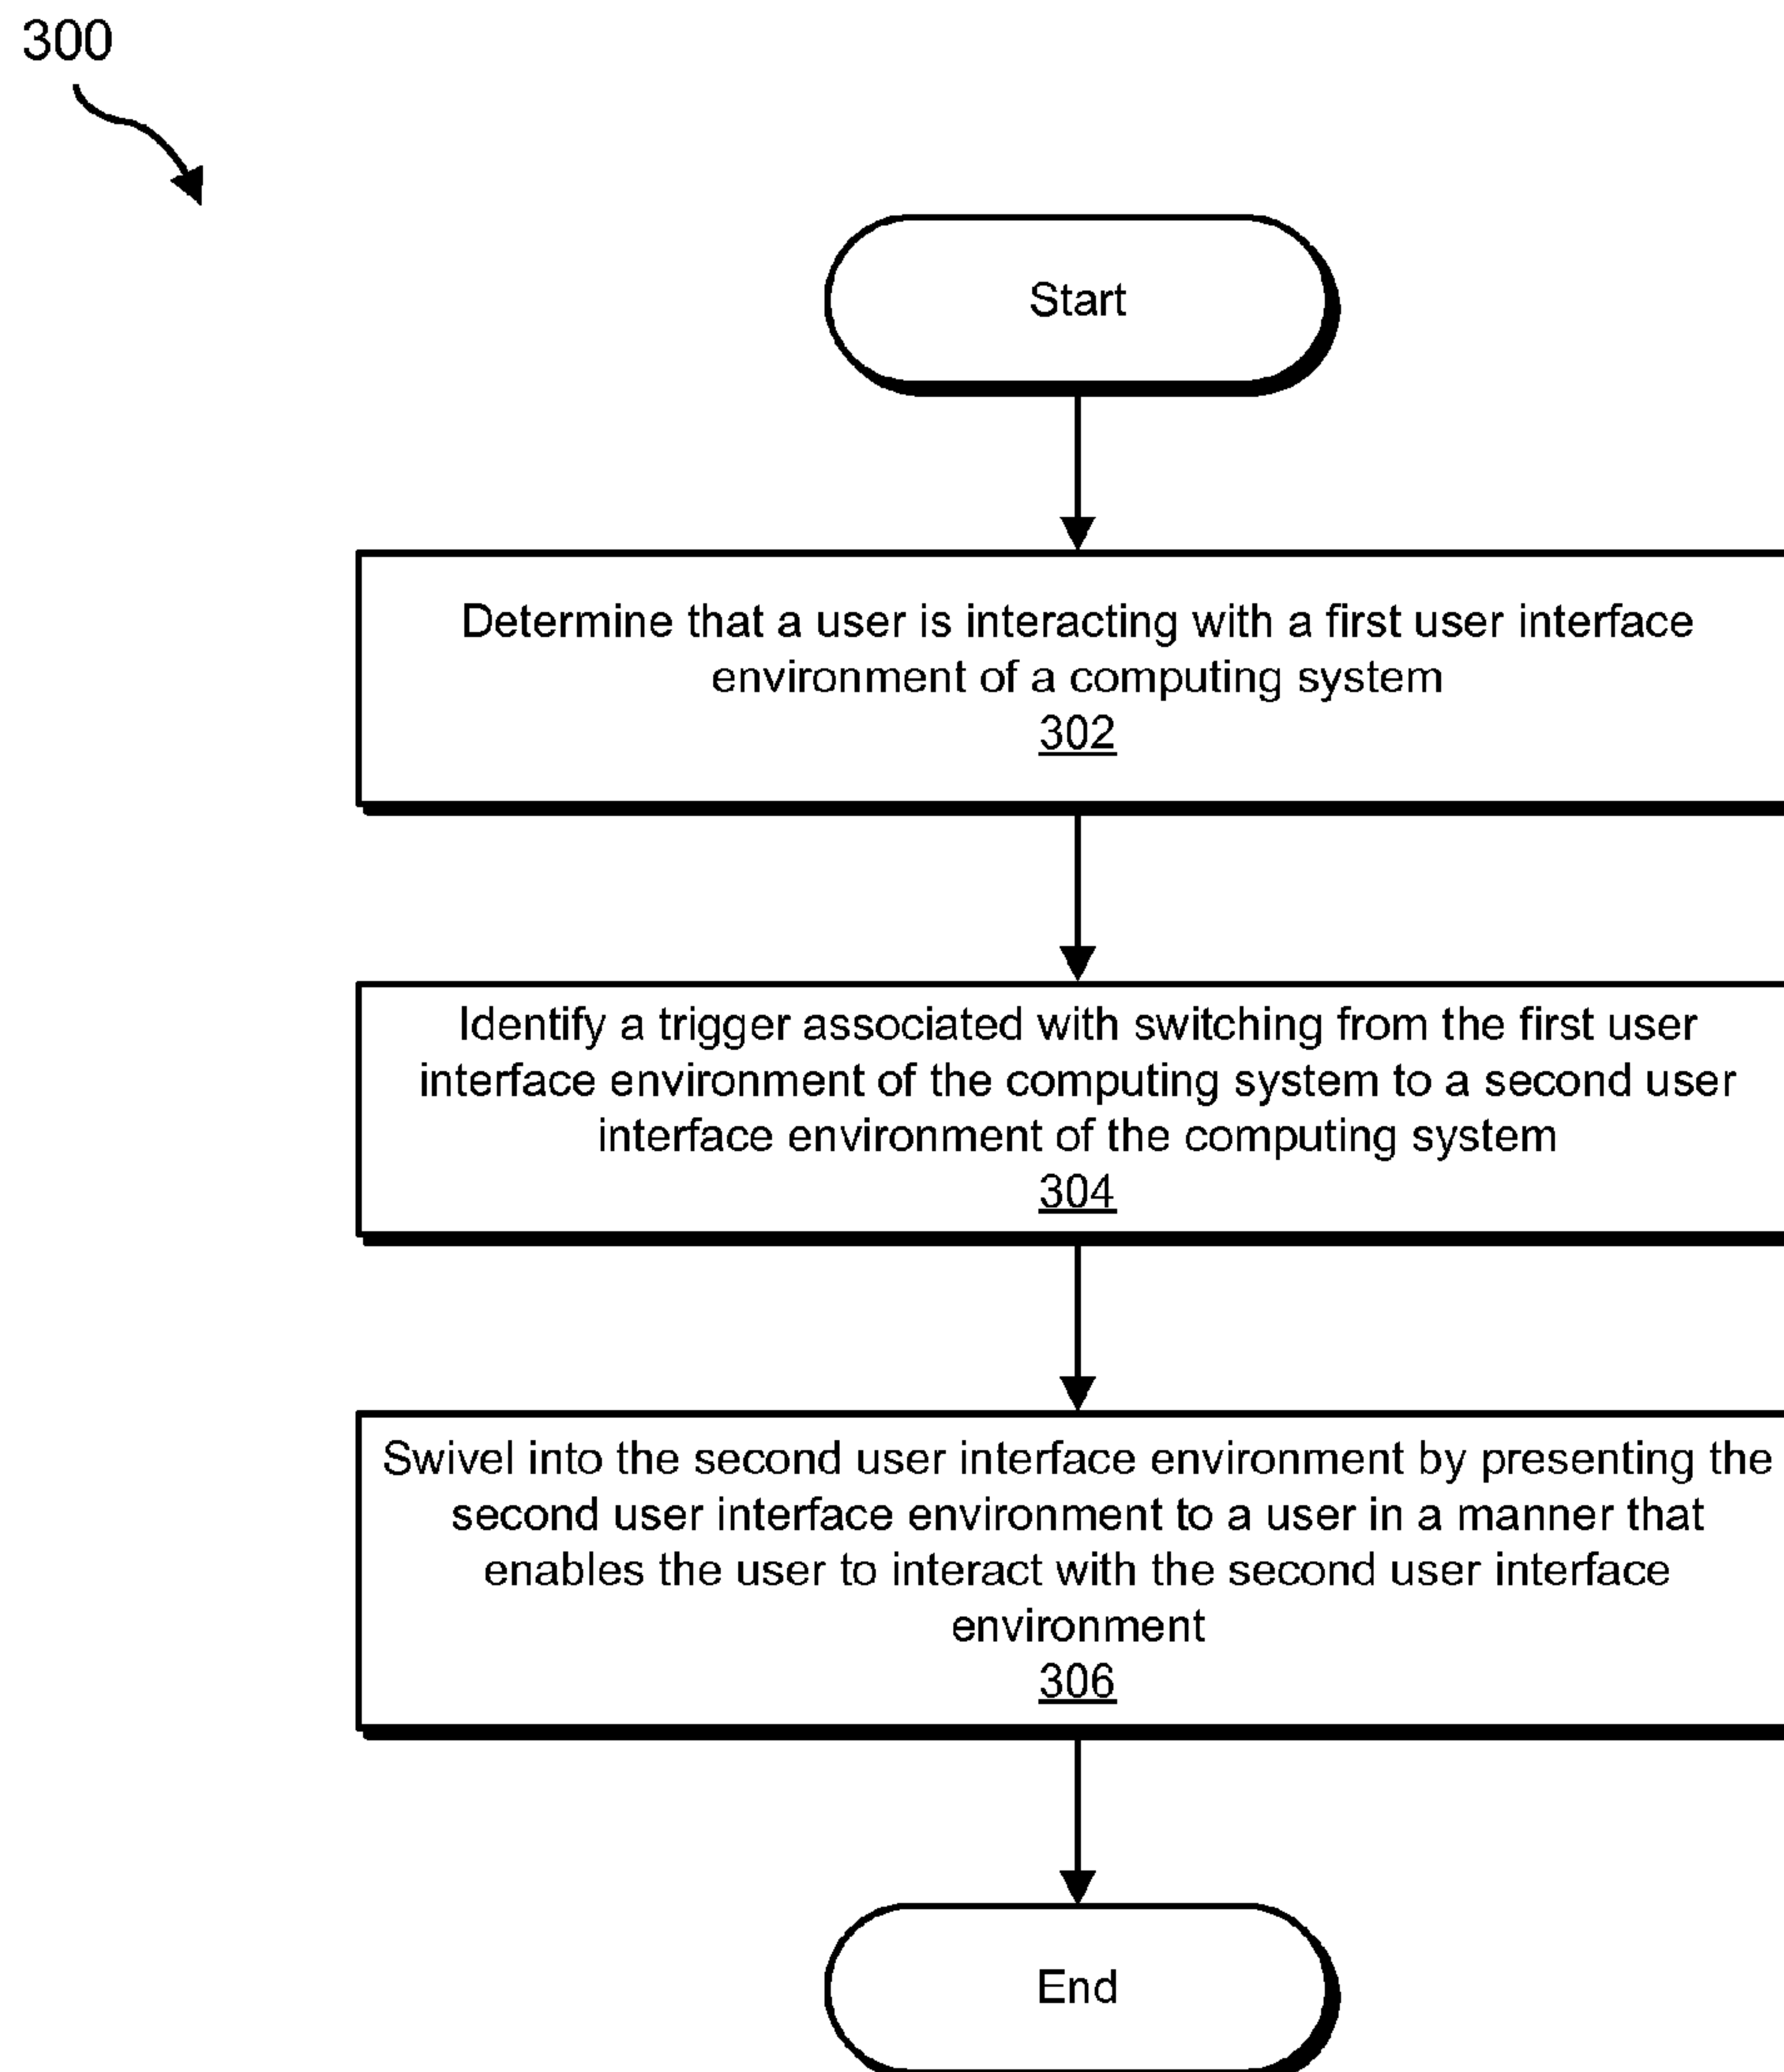 300
Start
Determine that a user is interacting with a first user interface
environment of a computing system
302
Identify a trigger associated with switching from the first user
interface environment of the computing system to a second user
interface environment of the computing system
304
Swivel into the second user interface environment by presenting the
second user interface environment to a user in a manner that
enables the user to interact with the second user interface
environment
306
End